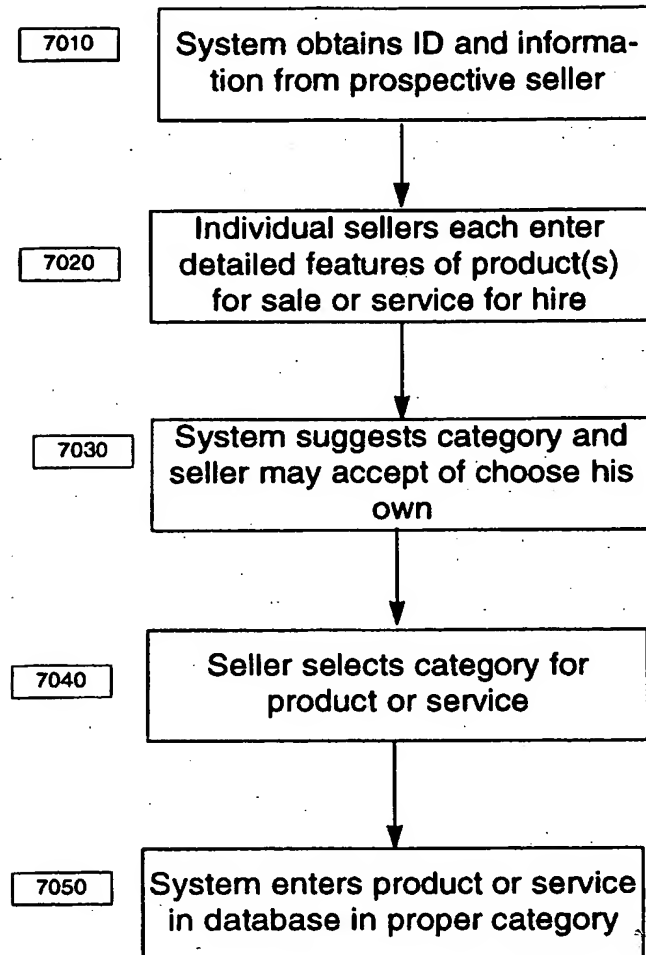 7010
System obtains ID and informa-
tion from prospective seller
7020
Individual sellers each enter
detailed features of product(s)
for sale or service for hire
7030
System suggests category and
seller may accept of choose his
own
7040
Seller selects category for
product or service
7050
System enters product or service
in database in proper category